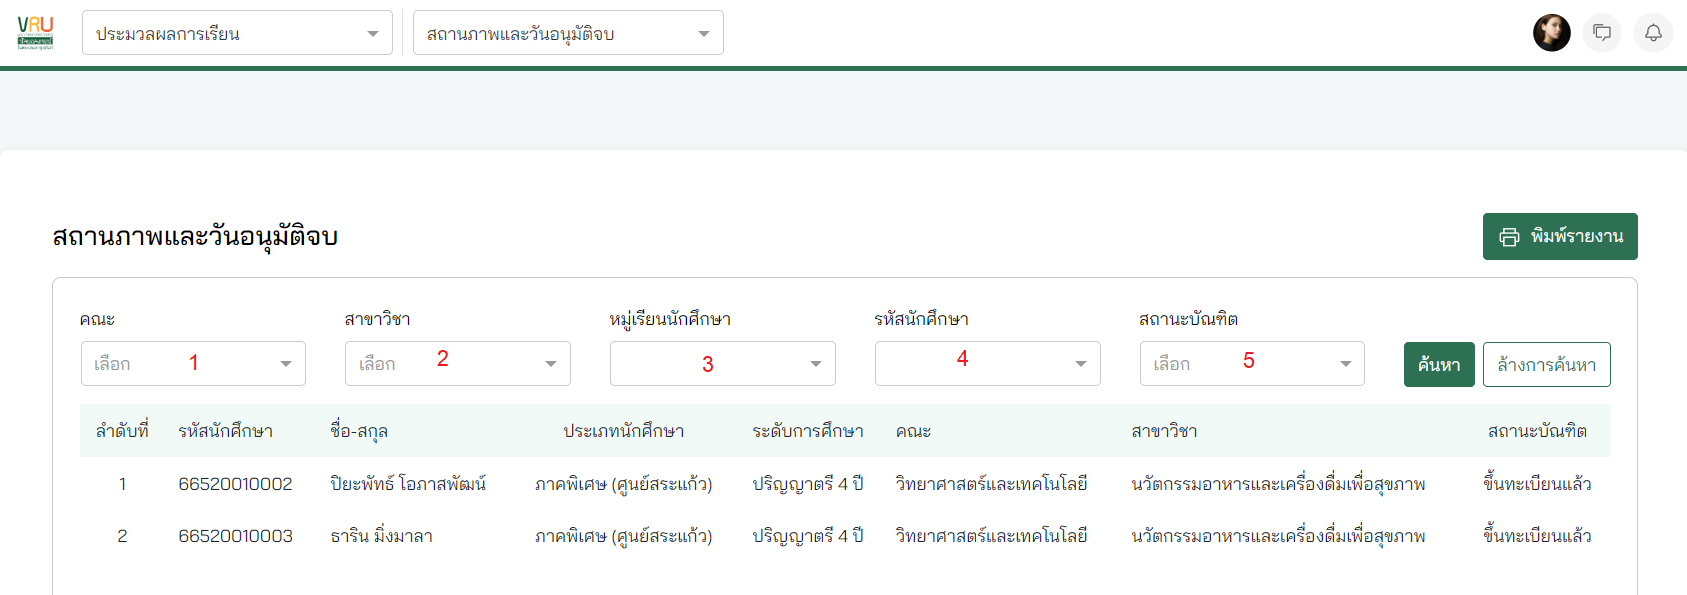 VRU
ประมวลผลการเรียน
สถานภาพและวันอนุมัติจบ
สถานภาพและวันอนุมัติจบ
พิมพ์รายงาน
คณะ สาขาวิชา หมู่เรียนนักศึกษา รหัสนักศึกษา สถานะบัณฑิต
เลือก 1 เลือก 2 3 4 เลือก 5 ค้นหา ล้างการค้นหา
ลำดับที่ รหัสนักศึกษา ชื่อ-สกุล ประเภทนักศึกษา ระดับการศึกษา คณะ สาขาวิชา สถานะบัณฑิต
1 66520010002 ปิยะพัทธ์ โอภาสพัฒน์ ภาคพิเศษ (ศูนย์สระแก้ว) ปริญญาตรี 4 ปี วิทยาศาสตร์และเทคโนโลยี นวัตกรรมอาหารและเครื่องดื่มเพื่อสุขภาพ ขึ้นทะเบียนแล้ว
2 66520010003 ธาริน มิ่งมาลา ภาคพิเศษ (ศูนย์สระแก้ว) ปริญญาตรี 4 ปี วิทยาศาสตร์และเทคโนโลยี นวัตกรรมอาหารและเครื่องดื่มเพื่อสุขภาพ ขึ้นทะเบียนแล้ว